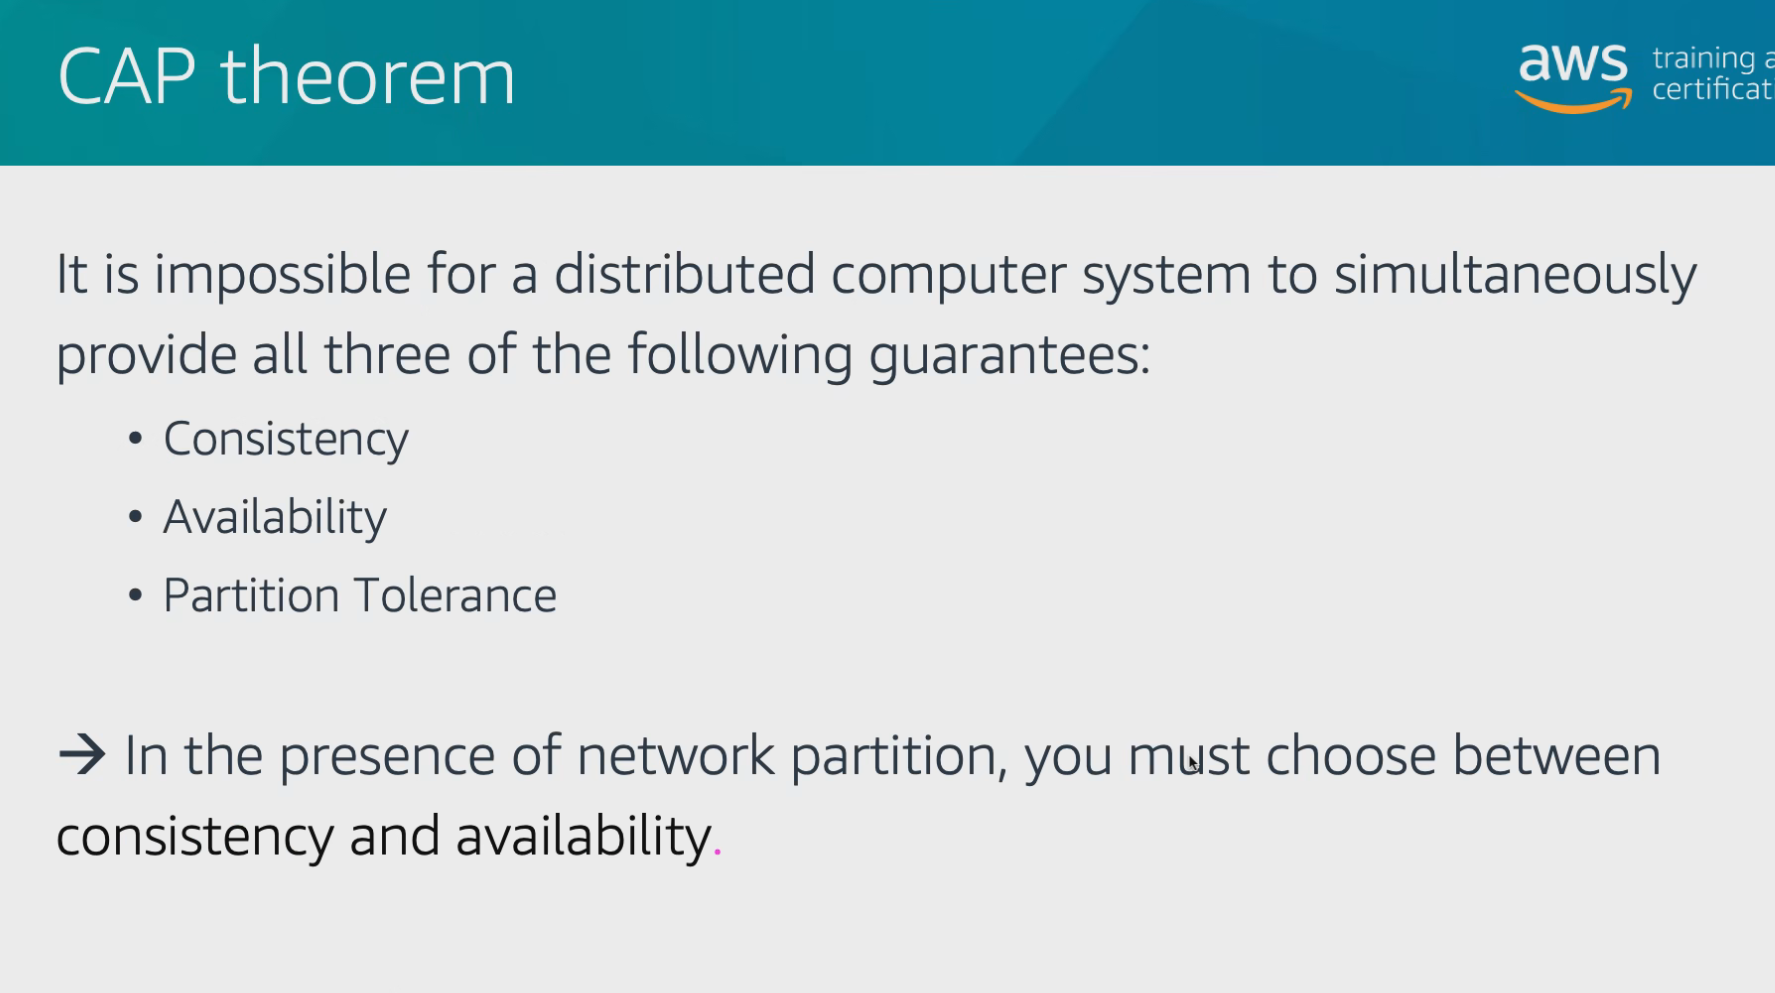 CAP theorem
aws
training a
certificat
It is impossible for a distributed computer system to simultaneously
provide all three of the following guarantees:
• Consistency
• Availability
• Partition Tolerance
→ In the presence of network partition, you must choose between
consistency and availability.